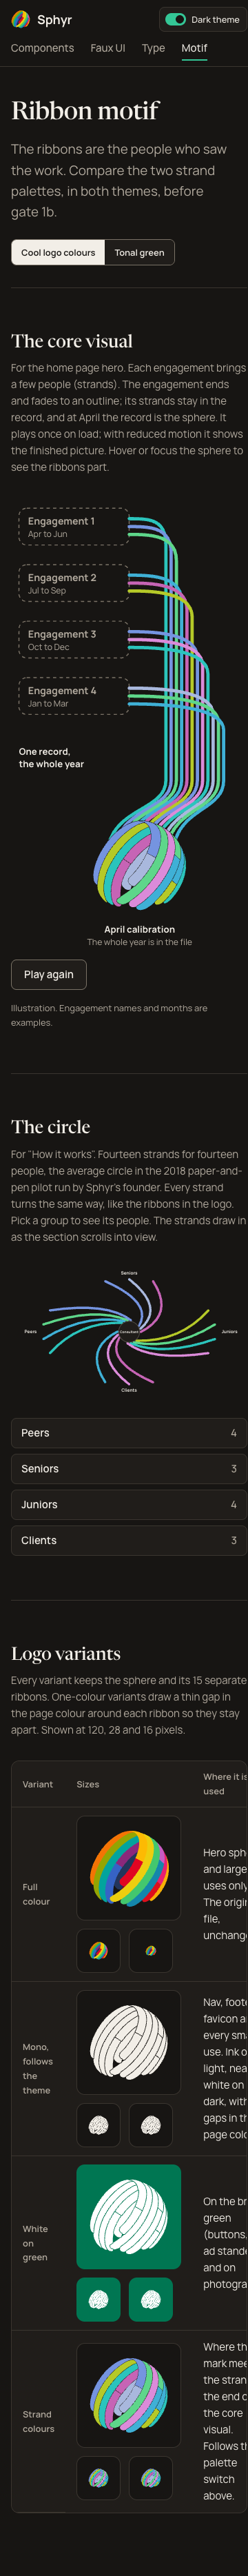 Sphyr
Dark theme
Components Faux UI Type Motif
Ribbon motif
The ribbons are the people who saw
the work. Compare the two strand
palettes, in both themes, before
gate 1b.
Cool logo colours Tonal green
The core visual
For the home page hero. Each engagement brings
a few people (strands). The engagement ends
and fades to an outline; its strands stay in the
record, and at April the record is the sphere. It
plays once on load; with reduced motion it shows
the finished picture. Hover or focus the sphere to
see the ribbons part.
Engagement 1
Apr to Jun
Engagement 2
Jul to Sep
Engagement 3
Oct to Dec
Engagement 4
Jan to Mar
One record,
the whole year
April calibration
The whole year is in the file
Play again
Illustration. Engagement names and months are
examples.
The circle
For "How it works". Fourteen strands for fourteen
people, the average circle in the 2018 paper-and-
pen pilot run by Sphyr's founder. Every strand
turns the same way, like the ribbons in the logo.
Pick a group to see its people. The strands draw in
as the section scrolls into view.
Seniors
Peers
Consultant
Juniors
Clients
Peers 4
Seniors 3
Juniors 4
Clients 3
Logo variants
Every variant keeps the sphere and its 15 separate
ribbons. One-colour variants draw a thin gap in
the page colour around each ribbon so they stay
apart. Shown at 120, 28 and 16 pixels.
Variant Sizes Where it is
used
Full
colour
Hero sph
and large
uses only
The origin
file,
unchang
Mono,
follows
the
theme
Nav, foot
favicon a
every sma
use. Ink o
light, nea
white on
dark, with
gaps in th
page colo
White
on
green
On the br
green
(buttons,
ad stande
and on
photogra
Strand
colours
Where th
mark mee
the stran
the end o
the core
visual.
Follows th
palette
switch
above.